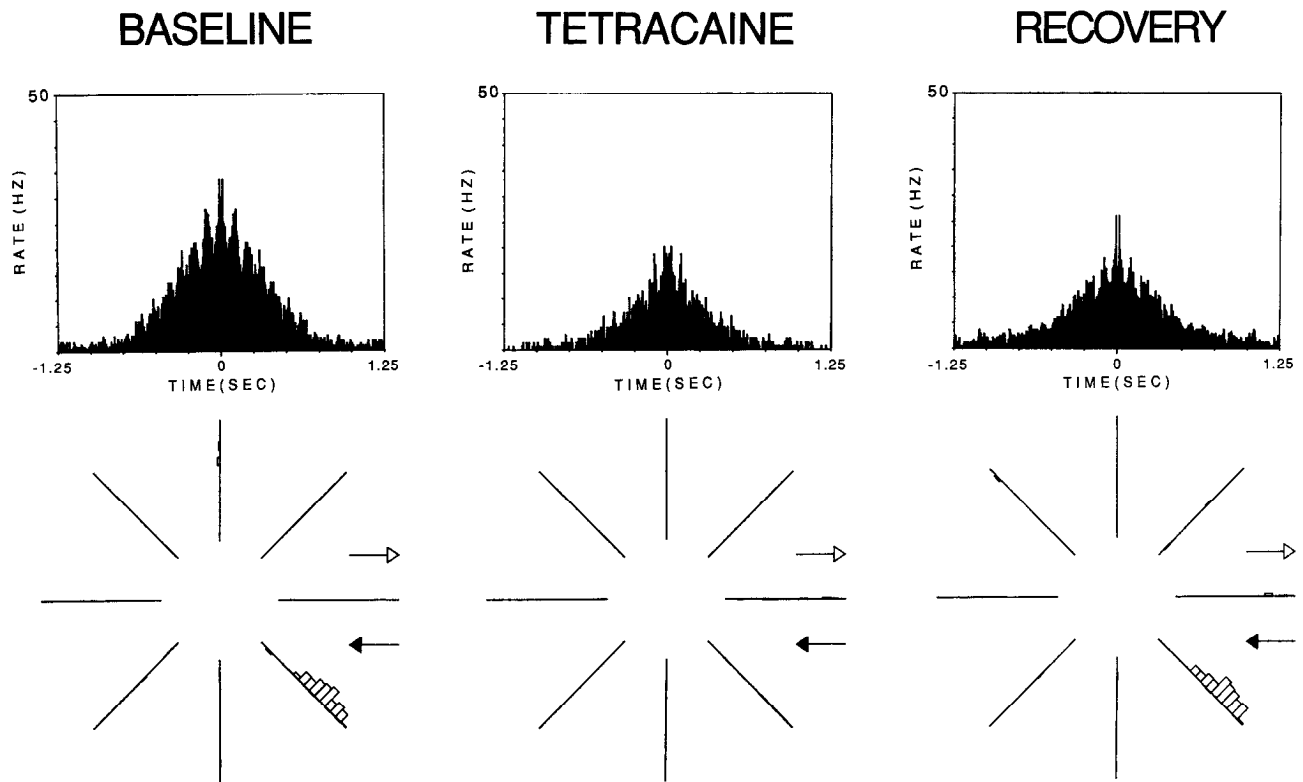 BASELINE TETRACAINE RECOVERY
50 50 50
RATE (HZ) RATE (HZ) RATE (HZ)
-1.25 0 1.25 -1.25 0 1.25 -1.25 0 1.25
TIME(SEC) TIME(SEC) TIME(SEC)